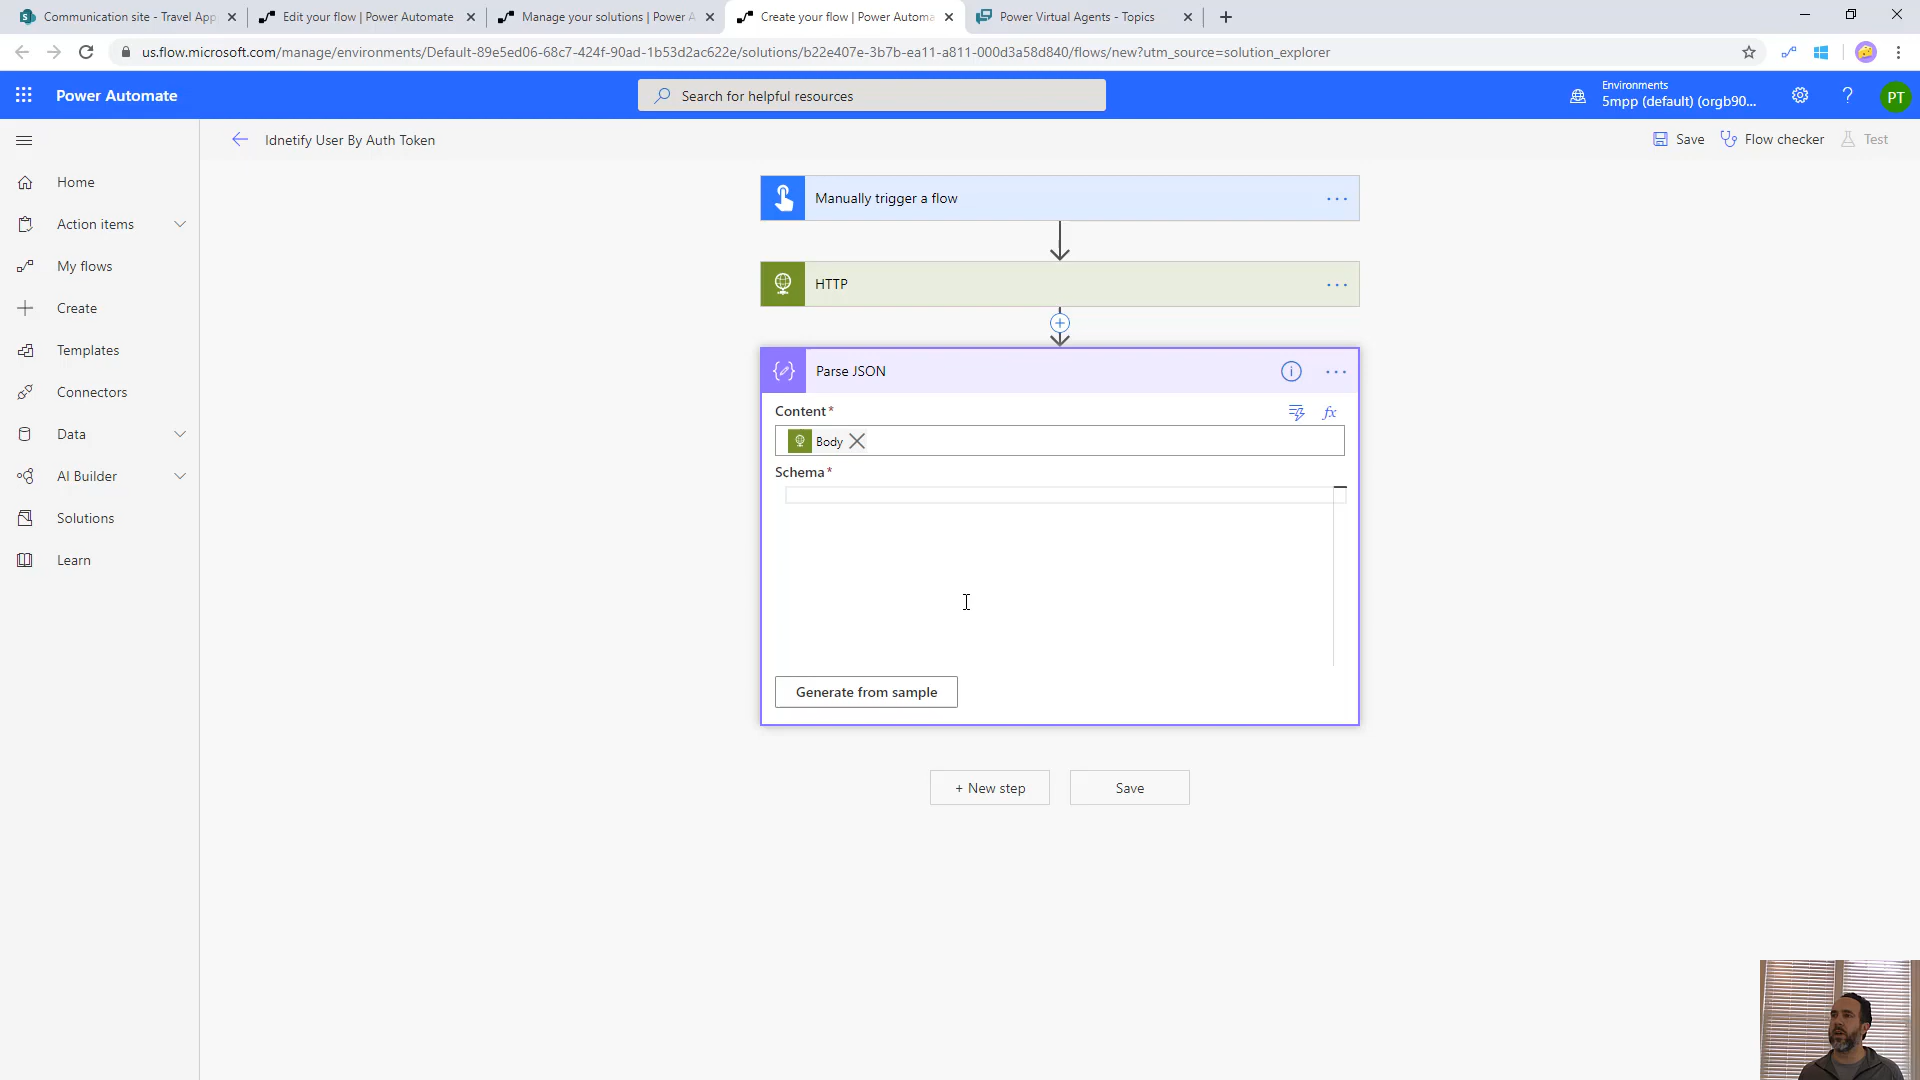 Communication site - Travel App
Edit your flow | Power Automate
Manage your solutions | Power A
Create your flow | Power Automa
Power Virtual Agents - Topics
us.flow.microsoft.com/manage/environments/Default-89e5ed06-68c7-424f-90ad-1b53d2ac622e/solutions/b22e407e-3b7b-ea11-a811-000d3a58d840/flows/new?utm_source=solution_explorer
Power Automate
Search for helpful resources
Environments
5mpp (default) (orgb90...
PT
Idnetify User By Auth Token
Save
Flow checker
Test
Home
Action items
My flows
Create
Templates
Connectors
Data
AI Builder
Solutions
Learn
Manually trigger a flow
HTTP
Parse JSON
Content*
fx
Body
Schema*
Generate from sample
+ New step
Save